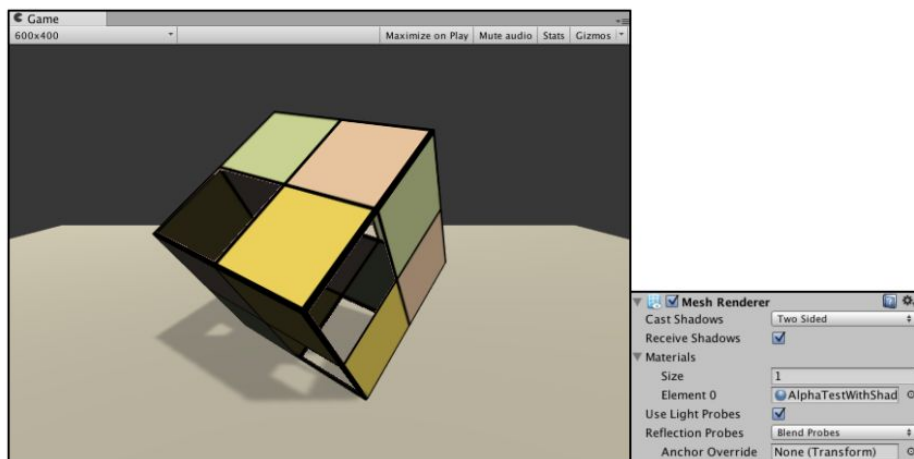 Game
600x400 Maximize on Play Mute audio Stats Gizmos
Mesh Renderer
Cast Shadows Two Sided
Receive Shadows
Materials
Size 1
Element 0 AlphaTestWithShad
Use Light Probes
Reflection Probes Blend Probes
Anchor Override None (Transform)